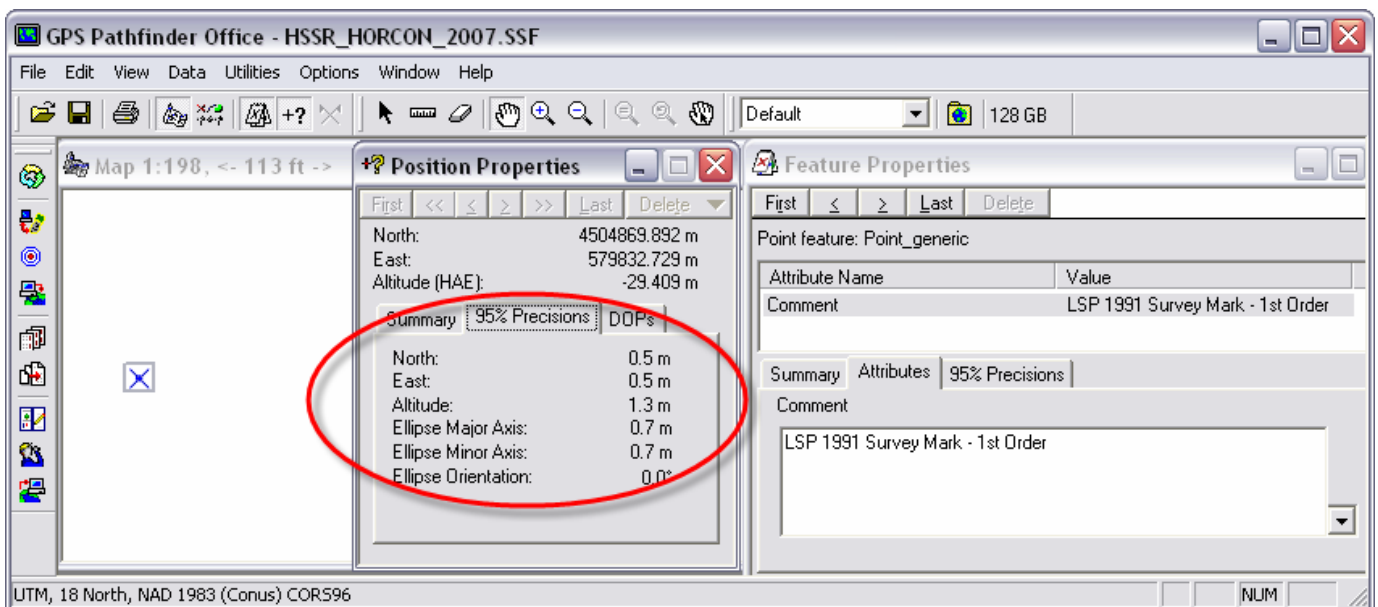 GPS Pathfinder Office - HSSR_HORCON_2007.SSF
File Edit View Data Utilities Options Window Help
+? Default 128 GB
Map 1:198, <- 113 ft ->
+? Position Properties
First << < > >> Last Delete
North: 4504869.892 m
East: 579832.729 m
Altitude (HAE): -29.409 m
Summary 95% Precisions DOPs
North: 0.5 m
East: 0.5 m
Altitude: 1.3 m
Ellipse Major Axis: 0.7 m
Ellipse Minor Axis: 0.7 m
Ellipse Orientation: 0.0°
Feature Properties
First < > Last Delete
Point feature: Point_generic
Attribute Name Value
Comment LSP 1991 Survey Mark - 1st Order
Summary Attributes 95% Precisions
Comment
LSP 1991 Survey Mark - 1st Order
UTM, 18 North, NAD 1983 (Conus) CORS96 NUM